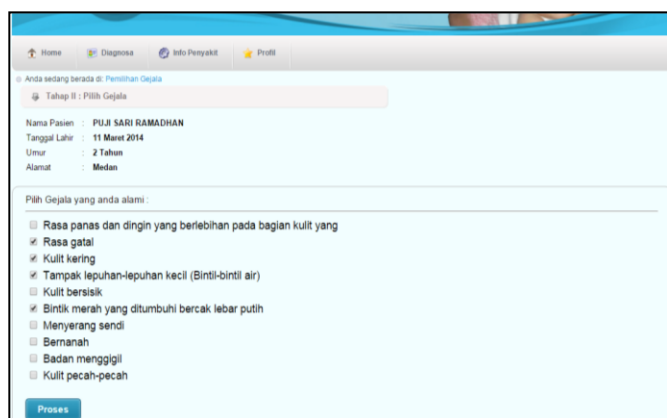 Home Diagnosa Info Penyakit Profil
Anda sedang berada di: Pemilihan Gejala
Tahap II : Pilih Gejala
Nama Pasien : PUJI SARI RAMADHAN
Tanggal Lahir : 11 Maret 2014
Umur : 2 Tahun
Alamat : Medan
Pilih Gejala yang anda alami :
Rasa panas dan dingin yang berlebihan pada bagian kulit yang
Rasa gatal
Kulit kering
Tampak lepuhan-lepuhan kecil (Bintil-bintil air)
Kulit bersisik
Bintik merah yang ditumbuhi bercak lebar putih
Menyerang sendi
Bernanah
Badan menggigil
Kulit pecah-pecah
Proses